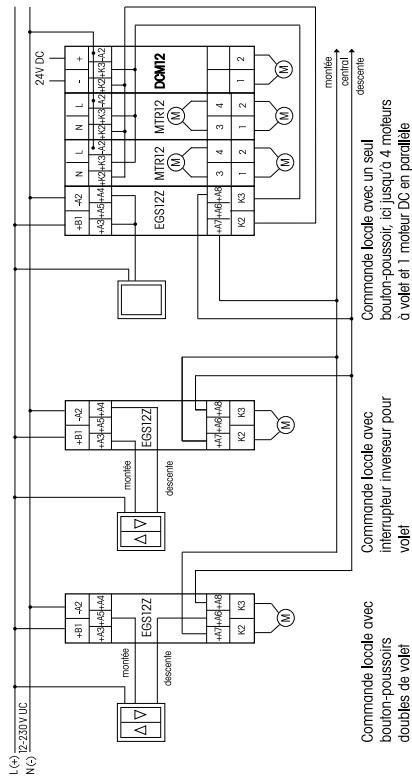 L (+)
12-230 V UC
N (-)
+B1 -A2
+A3 +A5 +A4
EGS12Z
+A7 +A6 +A8
K2 K3
M
montée
descente
Commande locale avec
bouton-poussoirs
doubles de volet
+B1 -A2
+A3 +A5 +A4
EGS12Z
+A7 +A6 +A8
K2 K3
M
montée
descente
Commande locale avec
interrupteur inverseur pour
volet
+B1 -A2
+A3 +A5 +A4
EGS12Z
+A7 +A6 +A8
K2 K3
N L
+K2 +K3 -A2
MTR12
M
3 4
1 2
N L
+K2 +K3 -A2
MTR12
M
3 4
1 2
24V DC
- +
+K2 +K3 -A2
DCM12
1 2
M
montée
central
descente
Commande locale avec un seul
bouton-poussoir, ici jusqu'à 4 moteurs
à volet et 1 moteur DC en parallèle